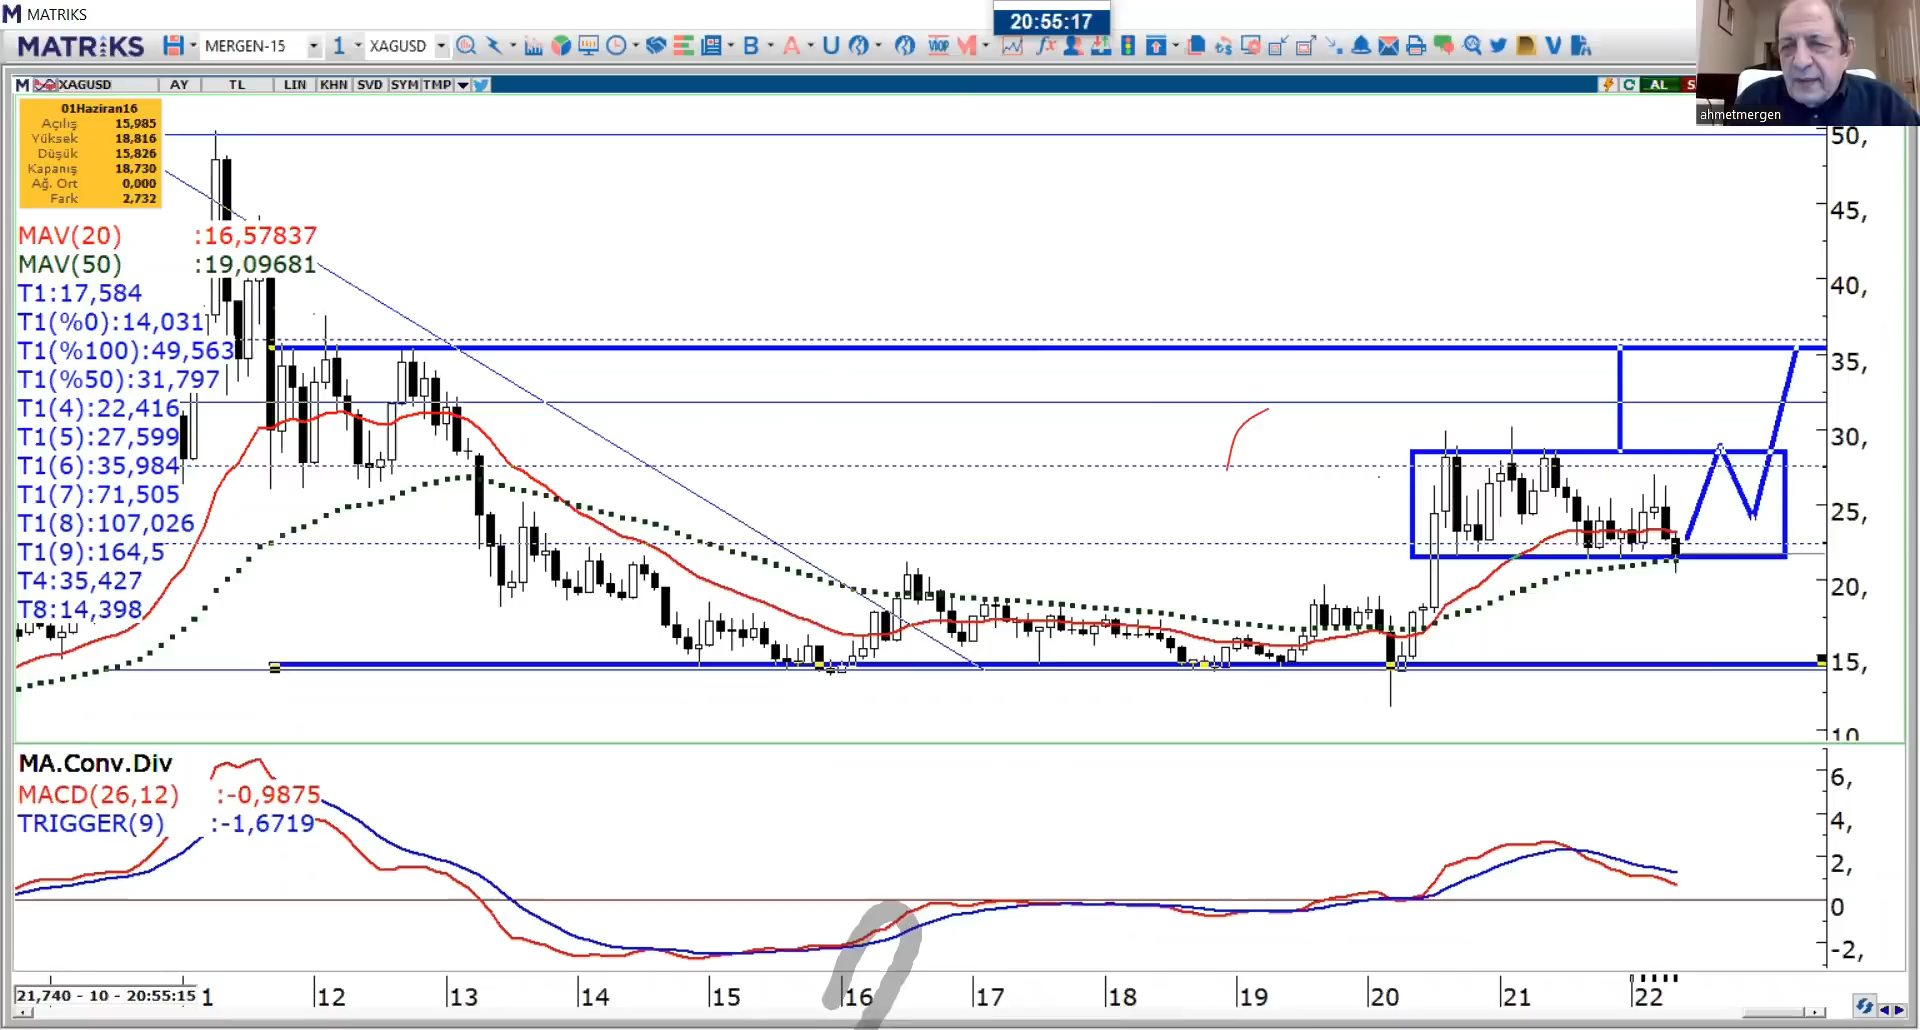 MATRIKS
20:55:17
MATRIKS MERGEN-15 1 XAGUSD B A U VIOP M fx V
ahmetmergen
M XAGUSD AY TL LIN KHN SVD SYM TMP AL
01Haziran16
Açılış 15,985
Yüksek 18,816
Düşük 15,826
Kapanış 18,730
Ağ. Ort 0,000
Fark 2,732
MAV(20) :16,57837
MAV(50) :19,09681
T1:17,584
T1(%0):14,031
T1(%100):49,563
T1(%50):31,797
T1(4):22,416
T1(5):27,599
T1(6):35,984
T1(7):71,505
T1(8):107,026
T1(9):164,5
T4:35,427
T8:14,398
50,
45,
40,
35,
30,
25,
20,
15,
10
MA.Conv.Div
MACD(26,12) :-0,9875
TRIGGER(9) :-1,6719
6,
4,
2,
0
-2,
21,740 - 10 - 20:55:15 1 12 13 14 15 16 17 18 19 20 21 22